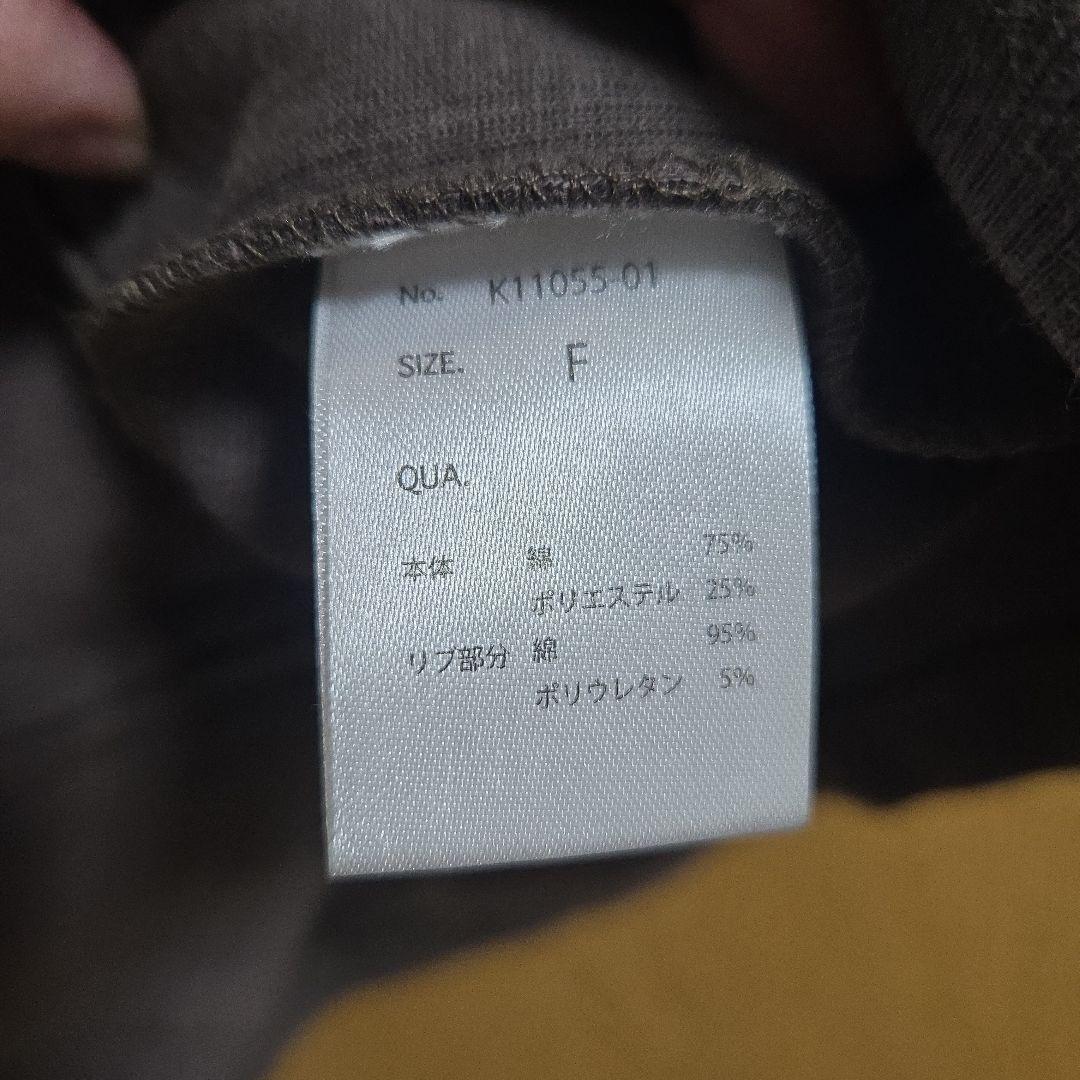 No. K11055-01
SIZE. F
QUA.
本体 綿 75%
ポリエステル 25%
リブ部分 綿 95%
ポリウレタン 5%